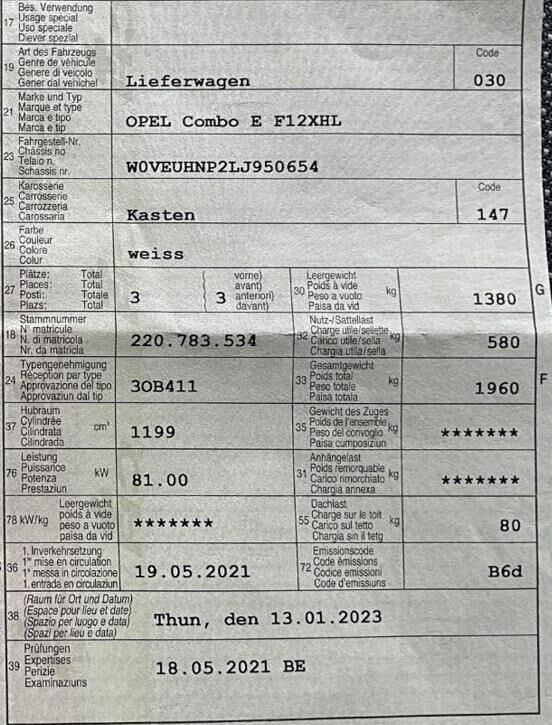 17 Bes. Verwendung
Usage special
Uso speciale
Diever spezial
19 Art des Fahrzeugs
Genre de véhicule
Genere di veicolo
Gener dal vehichel
Lieferwagen
Code
030
21 Marke und Typ
Marque et type
Marca e tipo
Marca e tip
OPEL Combo E F12XHL
23 Fahrgestell-Nr.
Châssis no
Telaio n.
Schassis nr.
W0VEUHNP2LJ950654
25 Karosserie
Carrosserie
Carrozzeria
Carossaria
Kasten
Code
147
26 Farbe
Couleur
Colore
Colur
weiss
27 Plätze: Total
Places: Total
Posti: Totale
Plazs: Total
3
3
vorne)
( avant)
( anteriori)
davant)
30 Leergewicht
Poids à vide kg
Peso a vuoto
Paisa da vid
1380
G
18 Stammnummer
N° matricule
N. di matricola
Nr. da matricla
220.783.534
32 Nutz-/Sattellast
Charge utile/sellette kg
Carico utile/sella
Chargia utila/sella
580
24 Typengenehmigung
Réception par type
Approvazione del tipo
Approvaziun dal tip
3OB411
33 Gesamtgewicht
Poids total kg
Peso totale
Paisa totala
1960
F
37 Hubraum
Cylindrée cm³
Cilindrata
Cilindrada
1199
35 Gewicht des Zuges
Poids de l'ensemble kg
Peso del convoglio
Paisa cumposiziun
*******
76 Leistung
Puissance kW
Potenza
Prestaziun
81.00
31 Anhängelast
Poids remorquable kg
Carico rimorchiato
Chargia annexa
*******
78 kW/kg Leergewicht
poids à vide
peso a vuoto
paisa da vid
*******
55 Dachlast
Charge sur le toit kg
Carico sul tetto
Chargia sin il tetg
80
36 1. Inverkehrsetzung
1re mise en circulation
1a messa in circolazione
1. entrada en circulaziun
19.05.2021
72 Emissionscode
Code émissions
Codice emissioni
Code d'emissiuns
B6d
38 (Raum für Ort und Datum)
(Espace pour lieu et date)
(Spazio per luogo e data)
(Spazi per lieu e data)
Thun, den 13.01.2023
39 Prüfungen
Expertises
Perizie
Examinaziuns
18.05.2021 BE